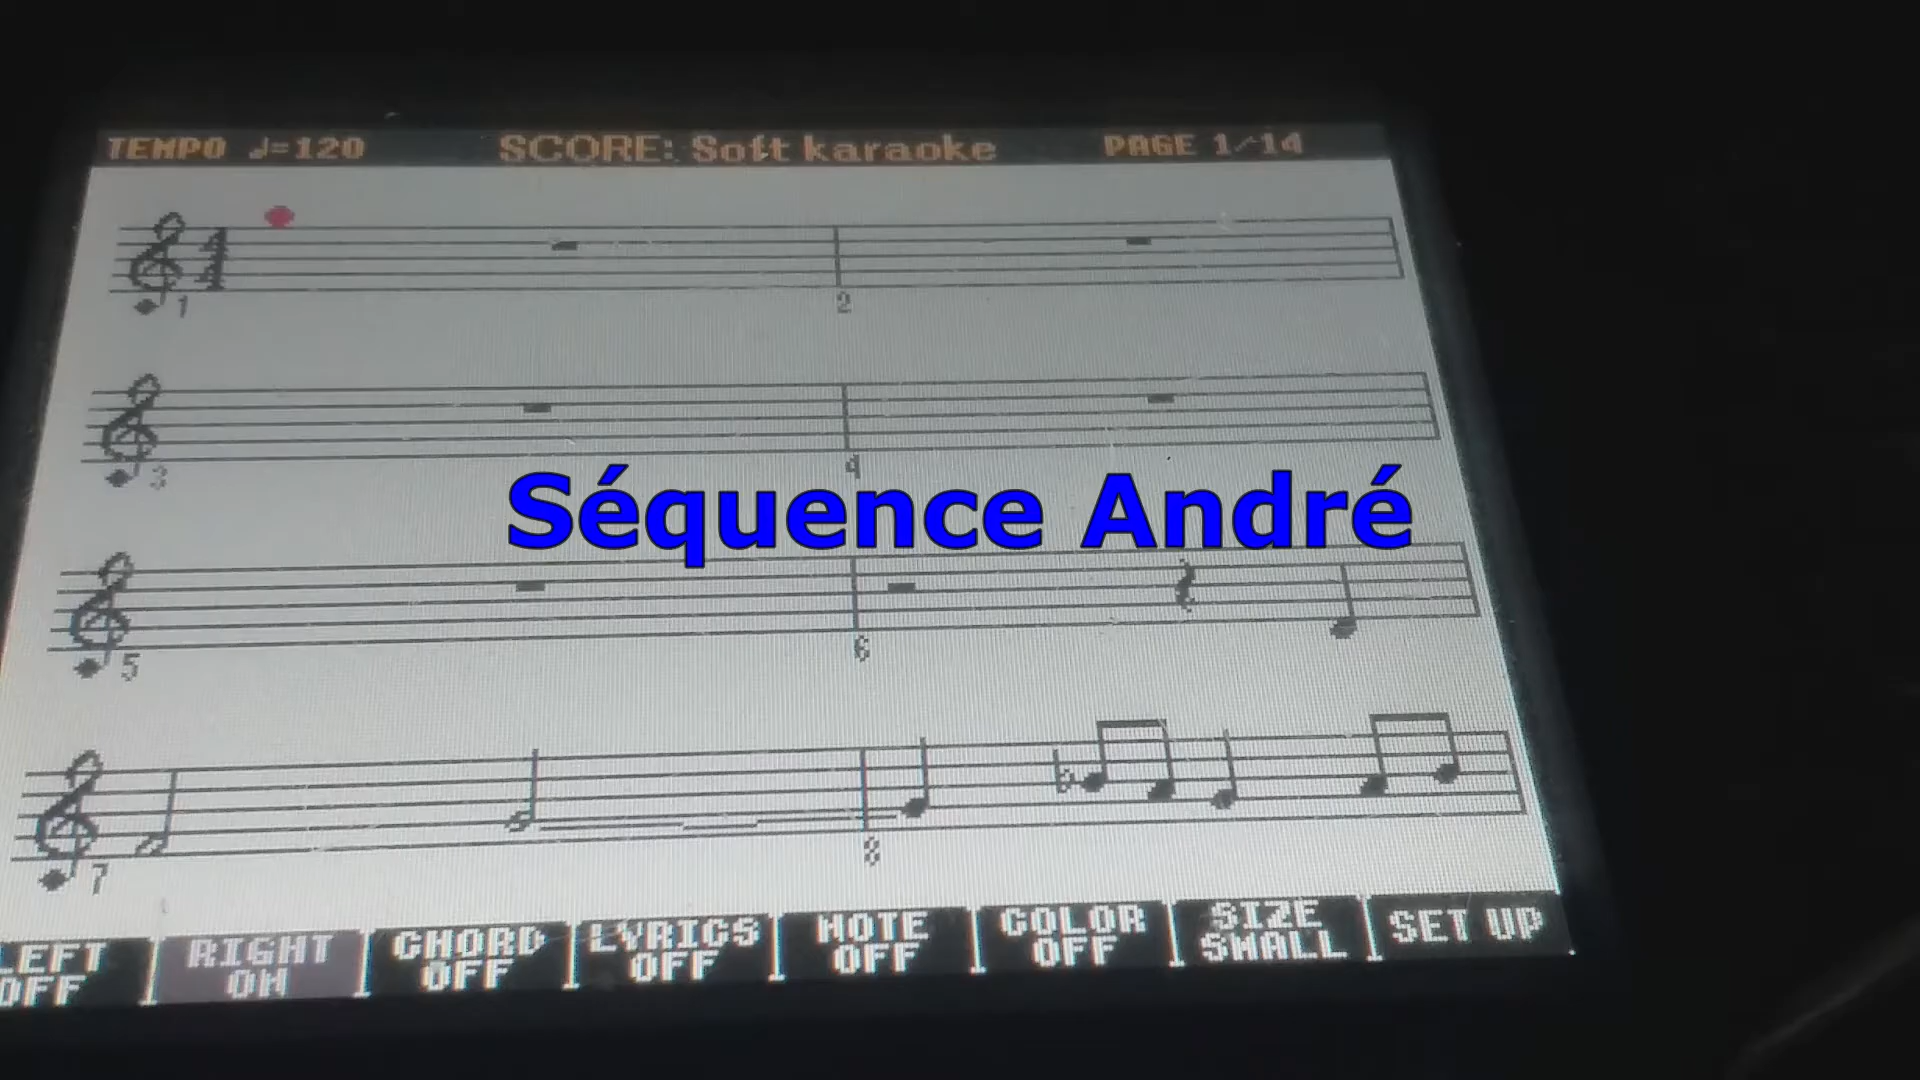 TEMPO ♩=120 SCORE: Soft karaoke PAGE 1/14
1 2
3 4
Séquence André
5 6
7 8
LEFT OFF
RIGHT ON
CHORD OFF
LYRICS OFF
NOTE OFF
COLOR OFF
SIZE SMALL
SET UP